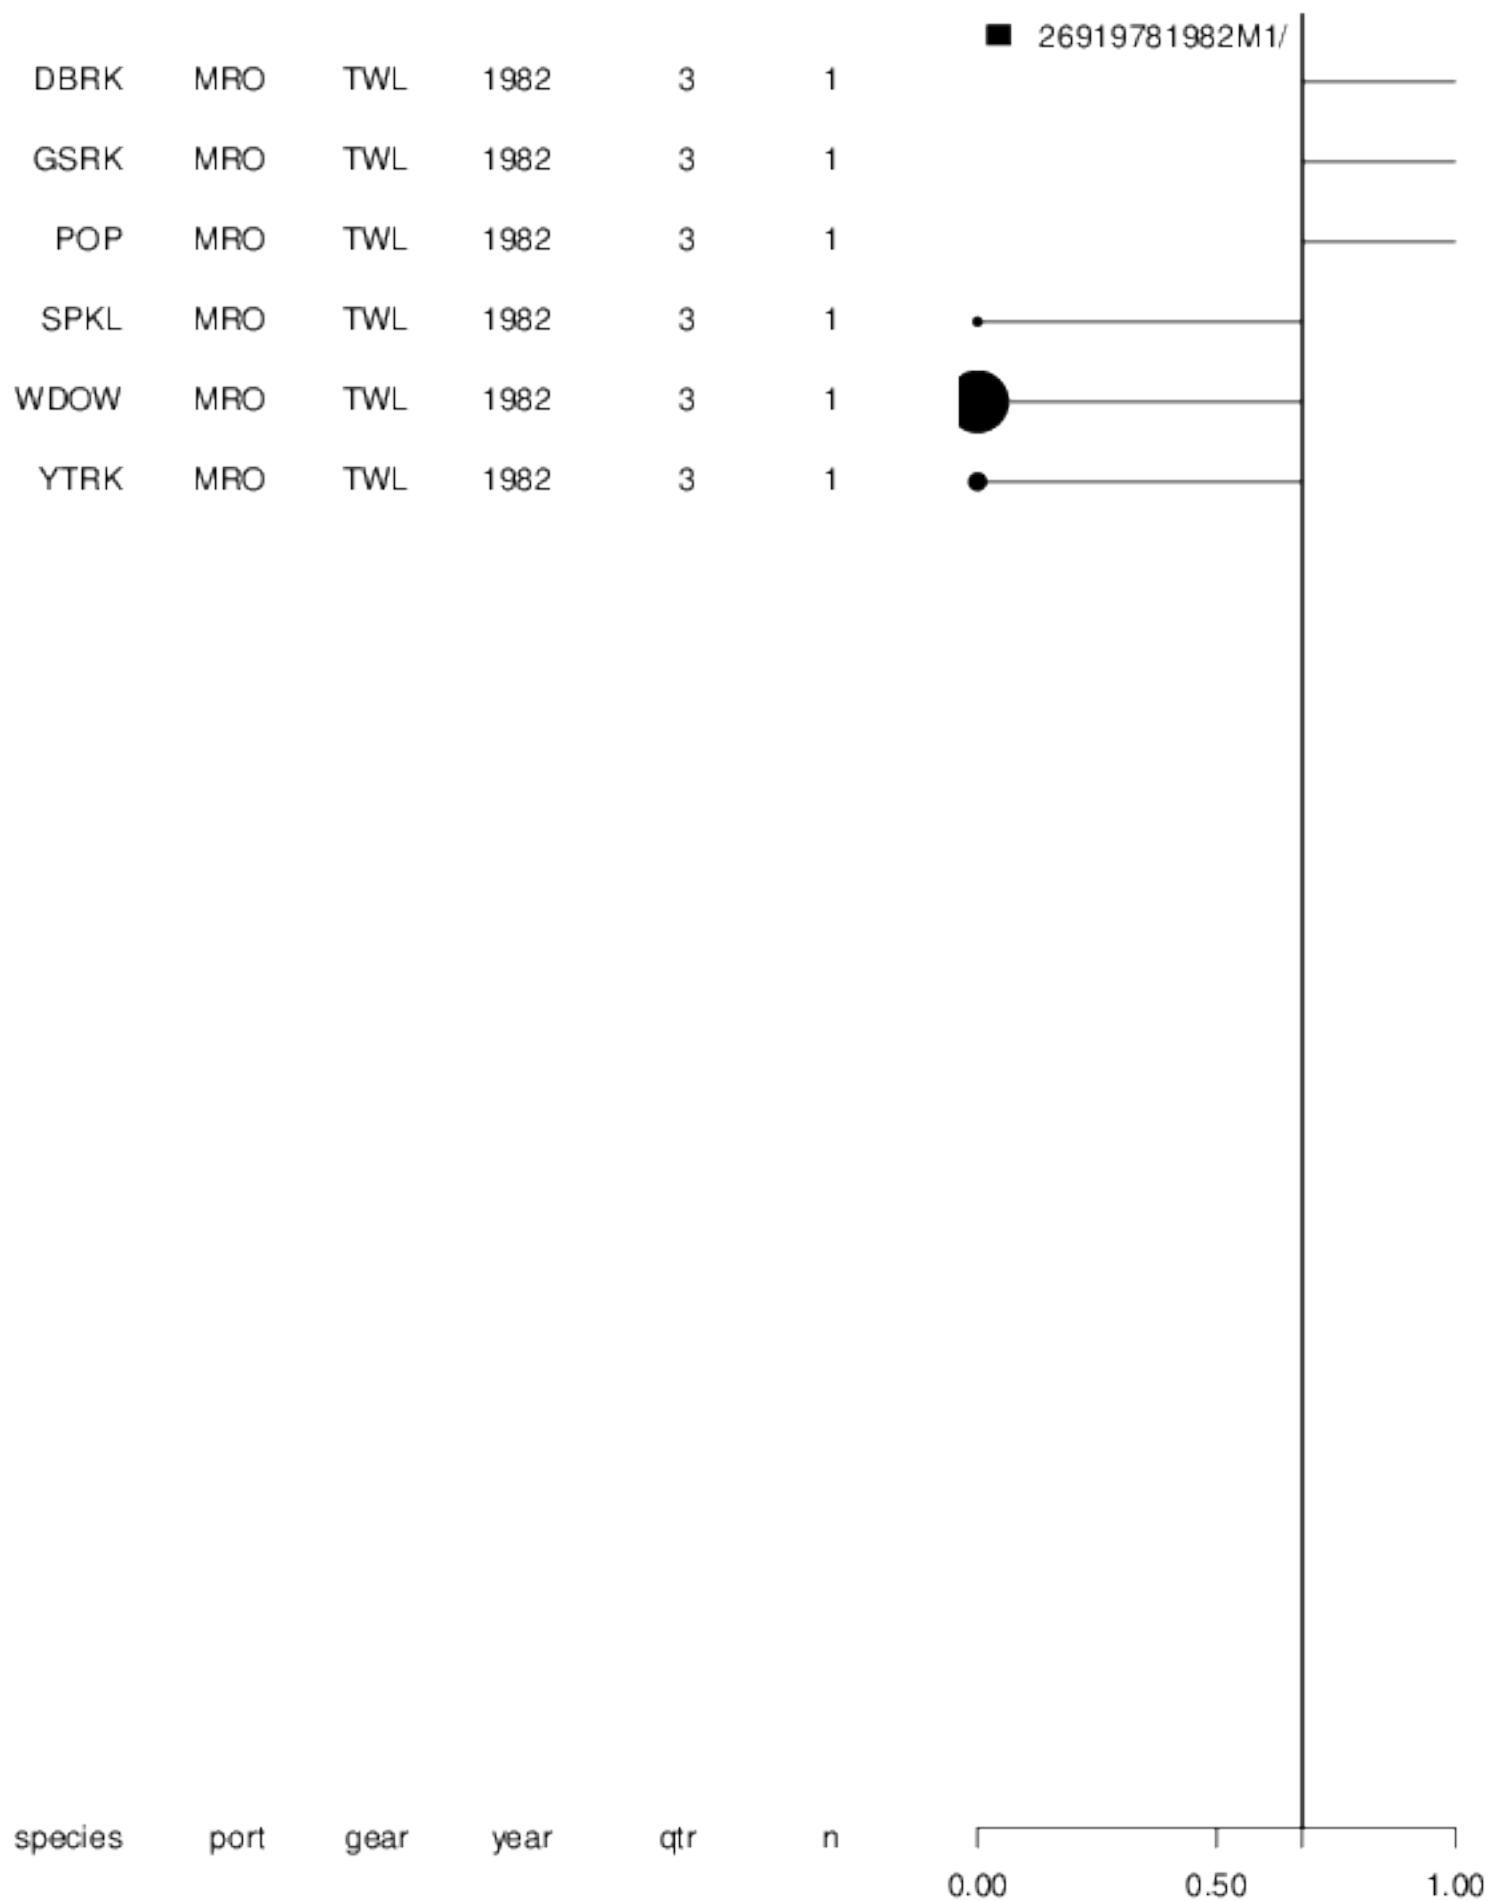 26919781982M1/
DBRK MRO TWL 1982 3 1
GSRK MRO TWL 1982 3 1
POP MRO TWL 1982 3 1
SPKL MRO TWL 1982 3 1
WDOW MRO TWL 1982 3 1
YTRK MRO TWL 1982 3 1
species port gear year qtr n
0.00 0.50 1.00